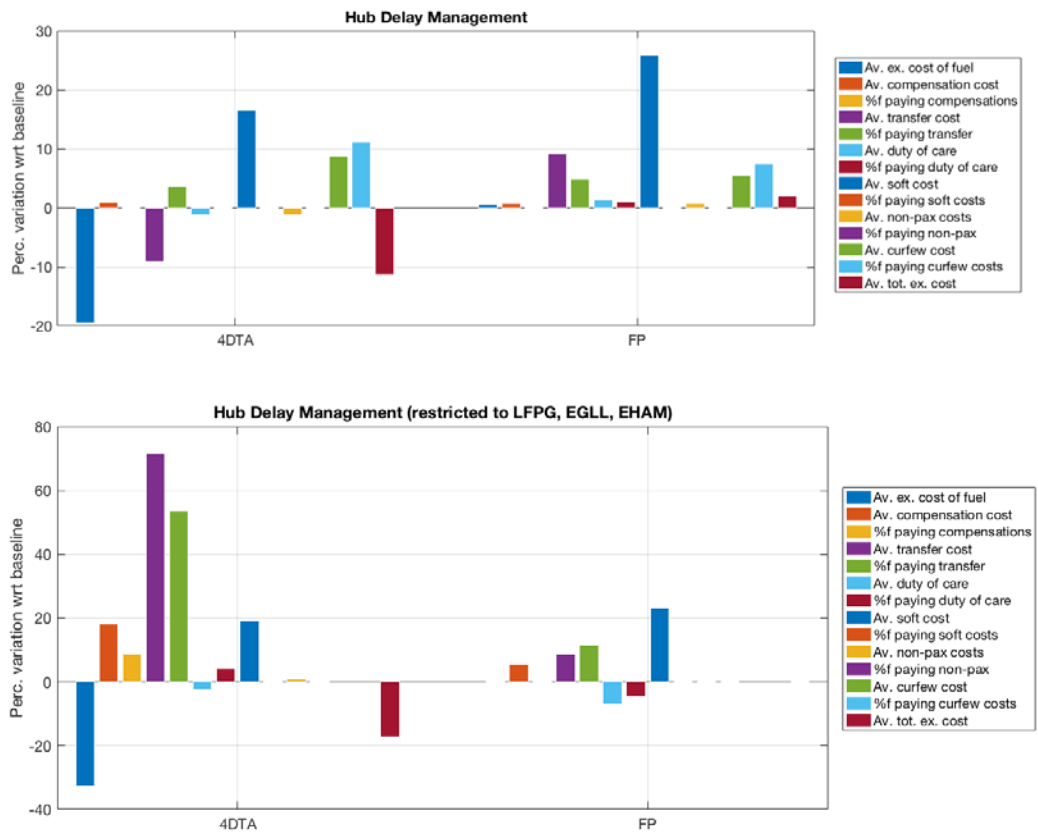 Hub Delay Management
Perc. variation wrt baseline
30
20
10
0
-10
-20
4DTA
FP
Av. ex. cost of fuel
Av. compensation cost
%f paying compensations
Av. transfer cost
%f paying transfer
Av. duty of care
%f paying duty of care
Av. soft cost
%f paying soft costs
Av. non-pax costs
%f paying non-pax
Av. curfew cost
%f paying curfew costs
Av. tot. ex. cost
Hub Delay Management (restricted to LFPG, EGLL, EHAM)
Perc. variation wrt baseline
80
60
40
20
0
-20
-40
4DTA
FP
Av. ex. cost of fuel
Av. compensation cost
%f paying compensations
Av. transfer cost
%f paying transfer
Av. duty of care
%f paying duty of care
Av. soft cost
%f paying soft costs
Av. non-pax costs
%f paying non-pax
Av. curfew cost
%f paying curfew costs
Av. tot. ex. cost